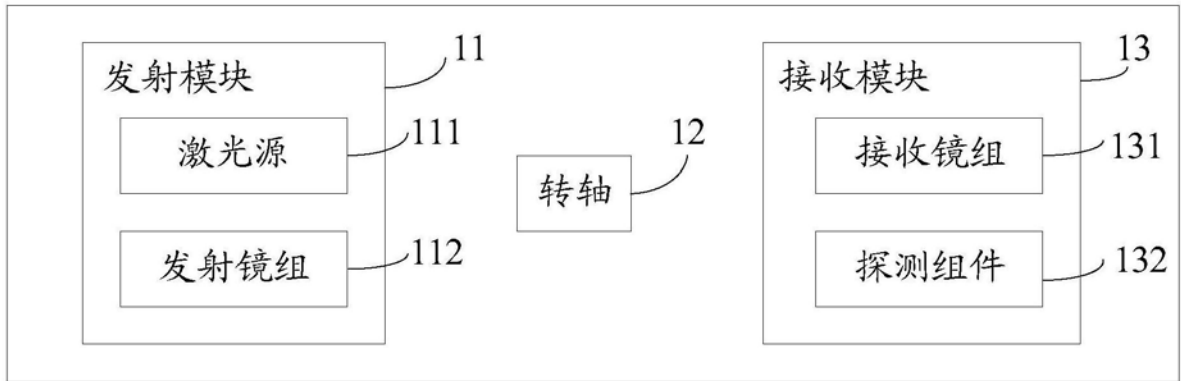 发射模块
11
激光源
111
发射镜组
112
转轴
12
接收模块
13
接收镜组
131
探测组件
132